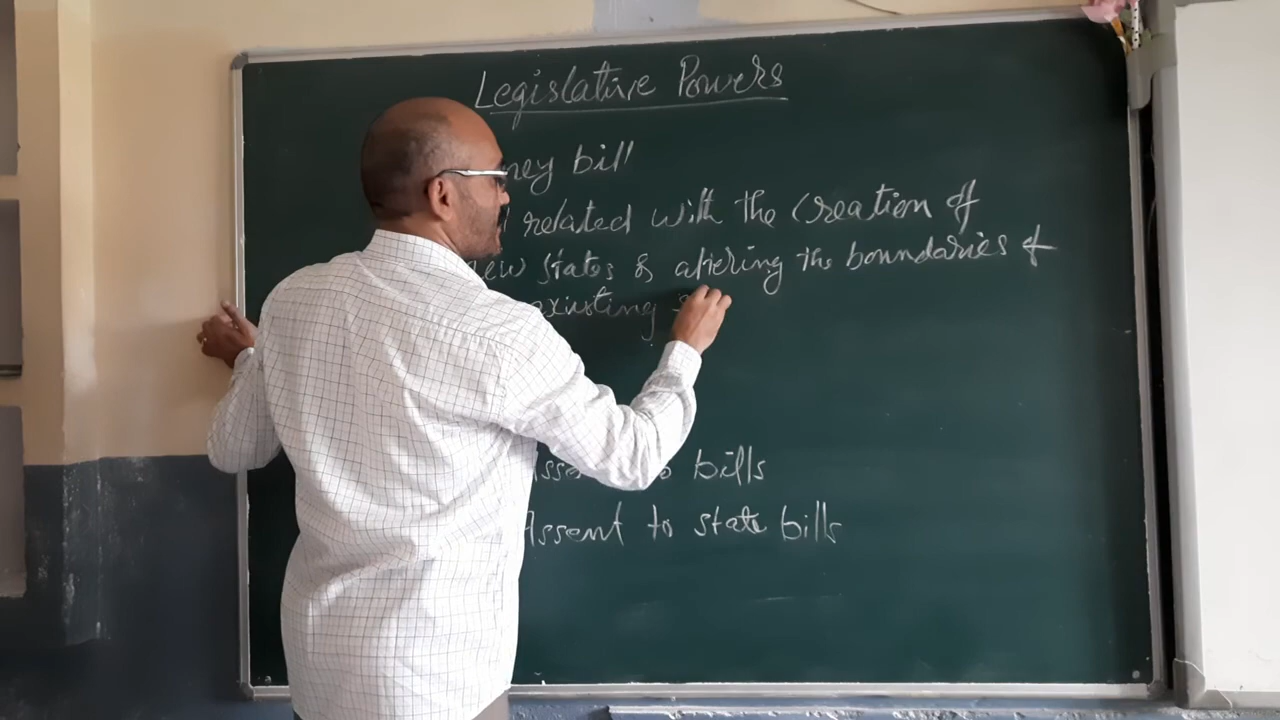 Legislative Powers
ney bill
related with the Creation of
new states & altering the boundaries of
existing
bills
Assent to state bills